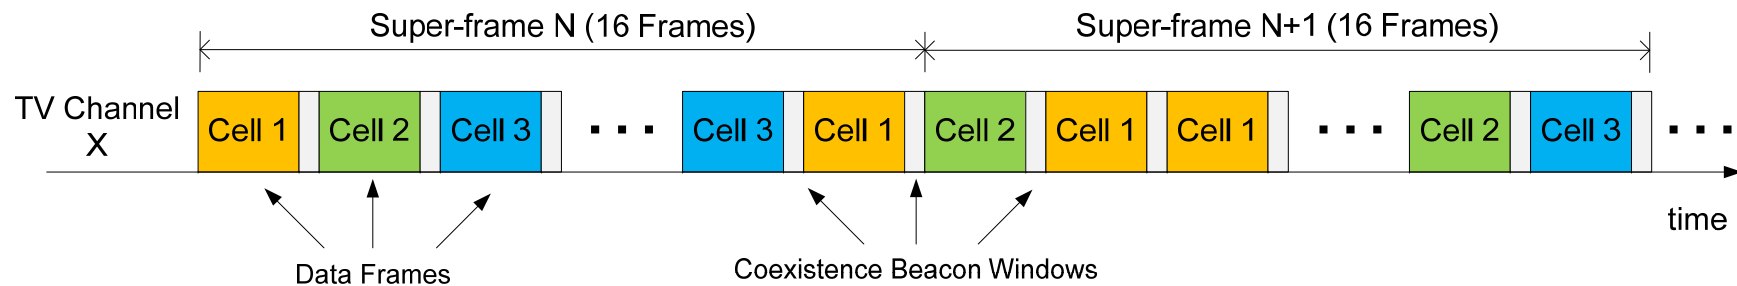 Super-frame N (16 Frames)
Super-frame N+1 (16 Frames)
TV Channel
X
Cell 1
Cell 2
Cell 3
...
Cell 3
Cell 1
Cell 2
Cell 1
Cell 1
...
Cell 2
Cell 3
...
time
Data Frames
Coexistence Beacon Windows